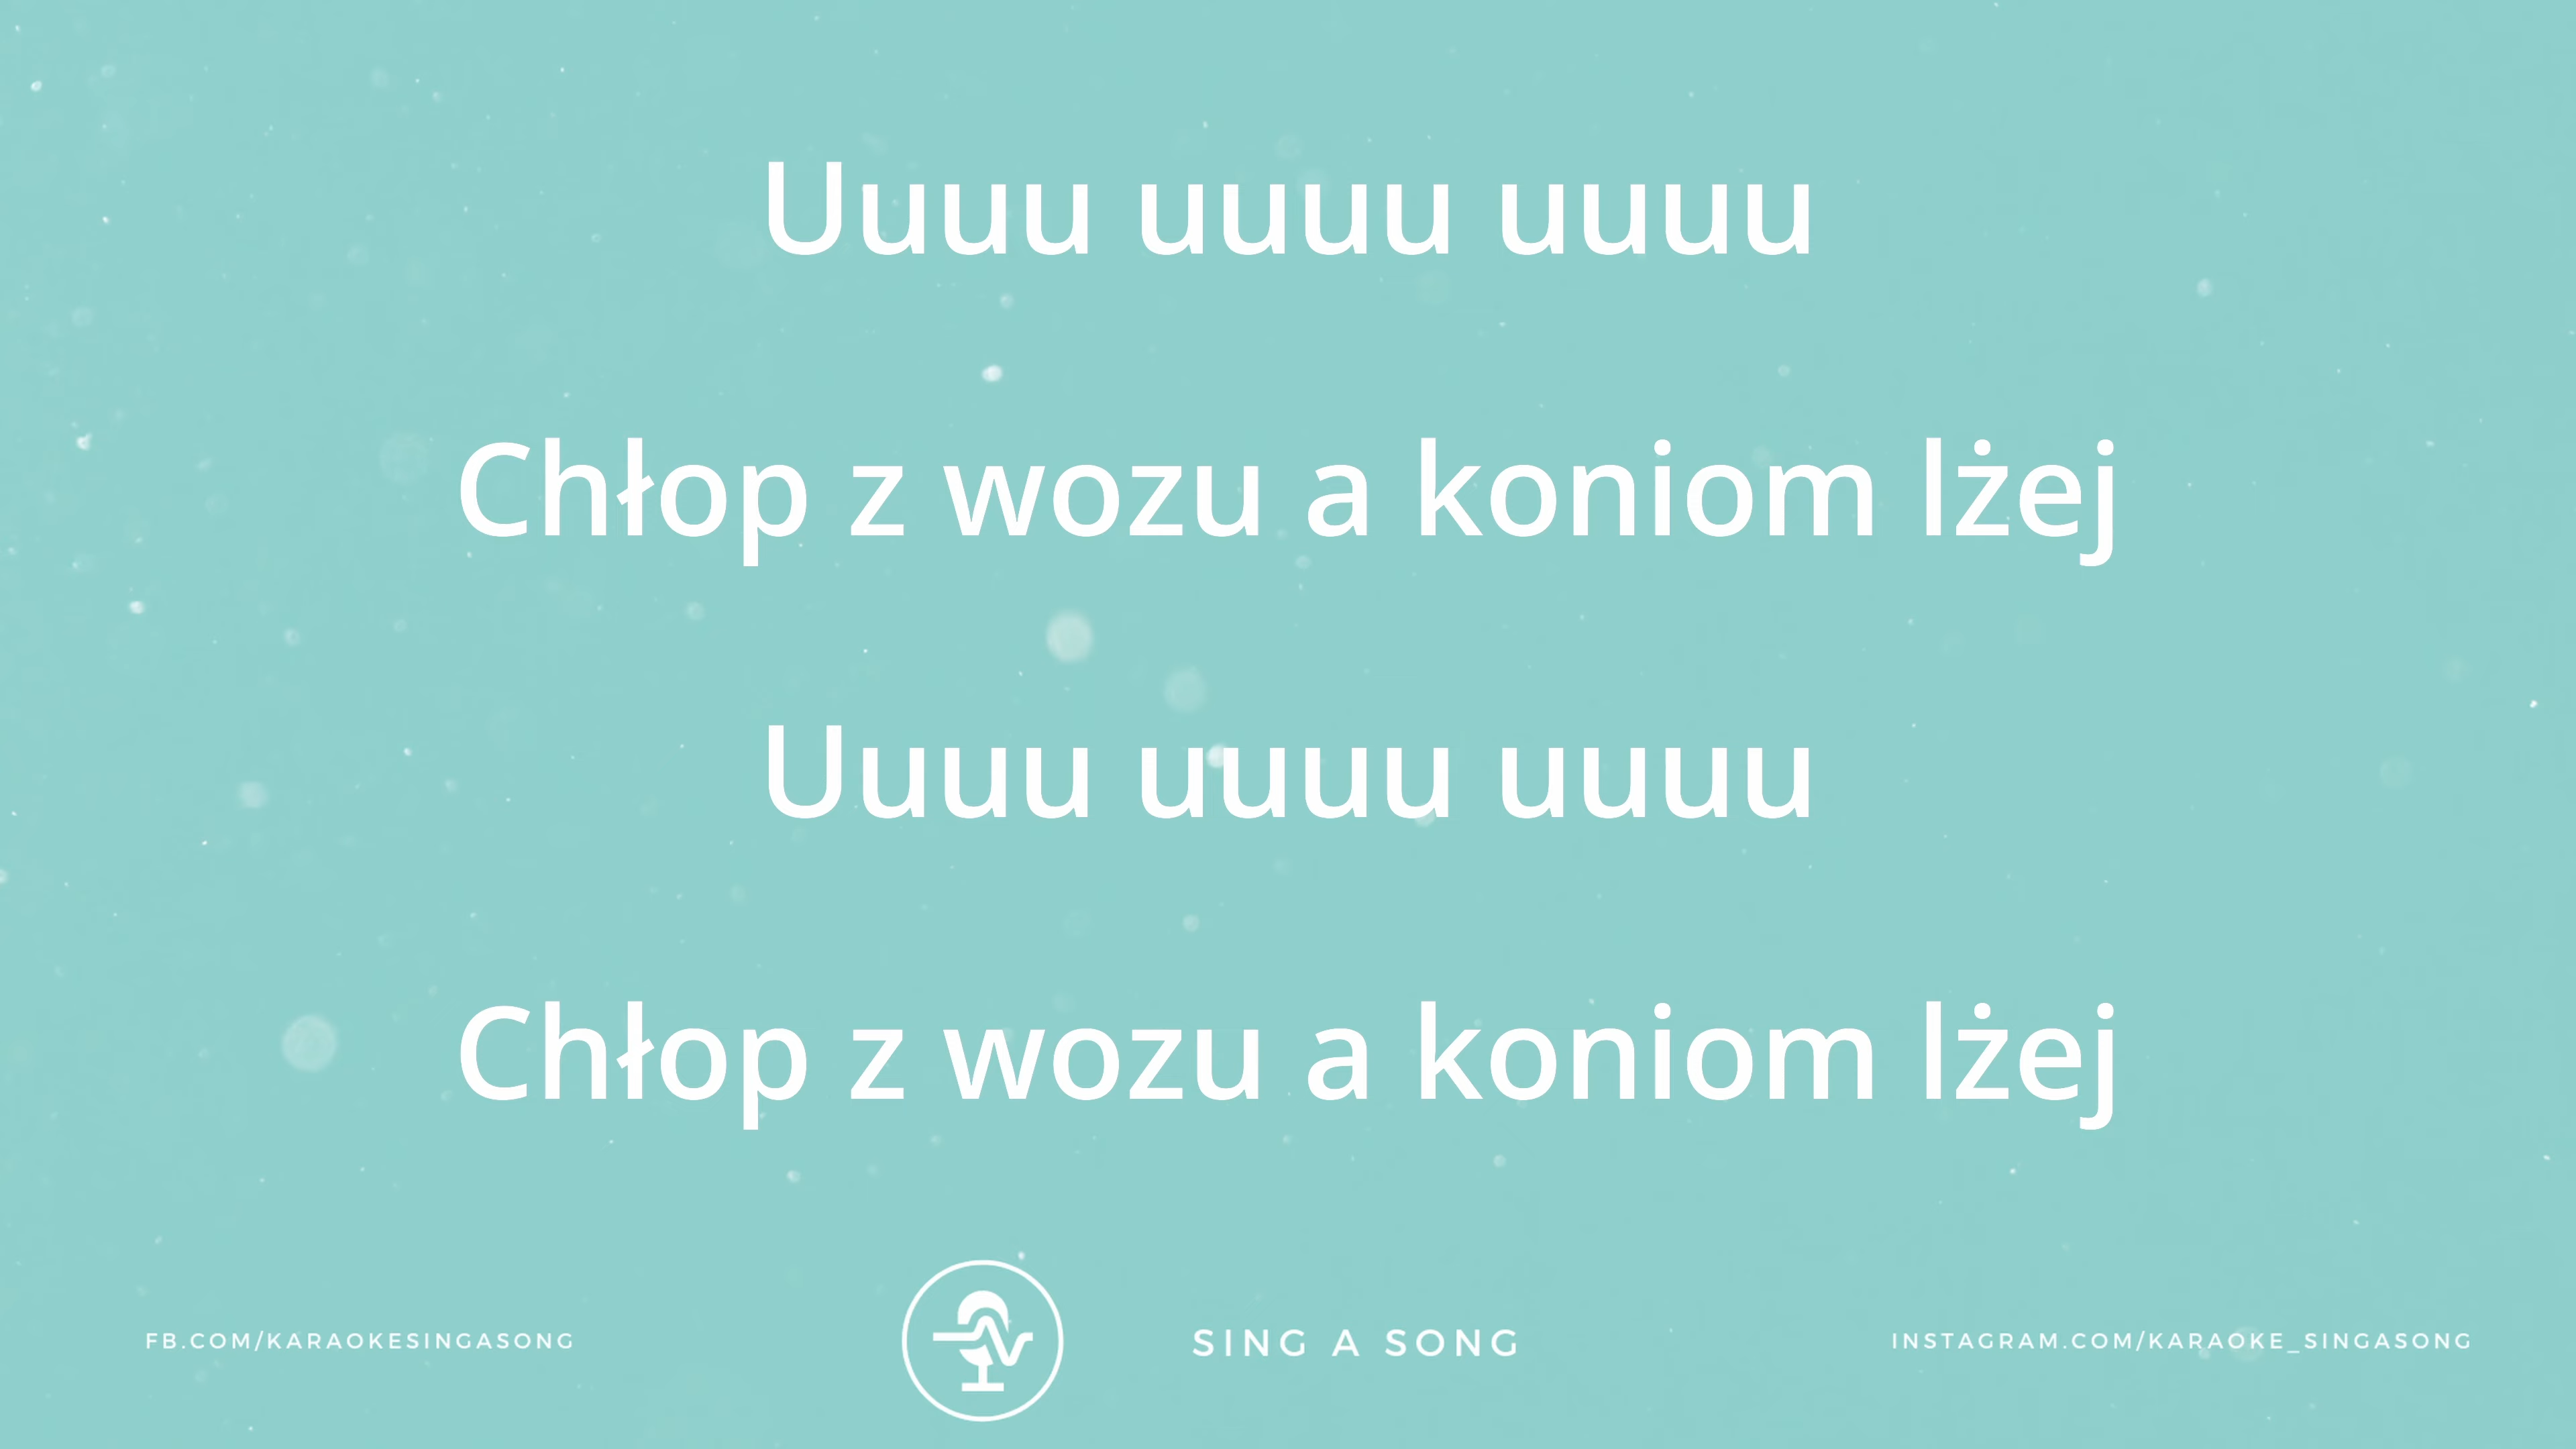 Uuuu uuuu uuuu
Chłop z wozu a koniom lżej
Uuuu uuuu uuuu
Chłop z wozu a koniom lżej
FB.COM/KARAOKESINGASONG
SING A SONG
INSTAGRAM.COM/KARAOKE_SINGASONG